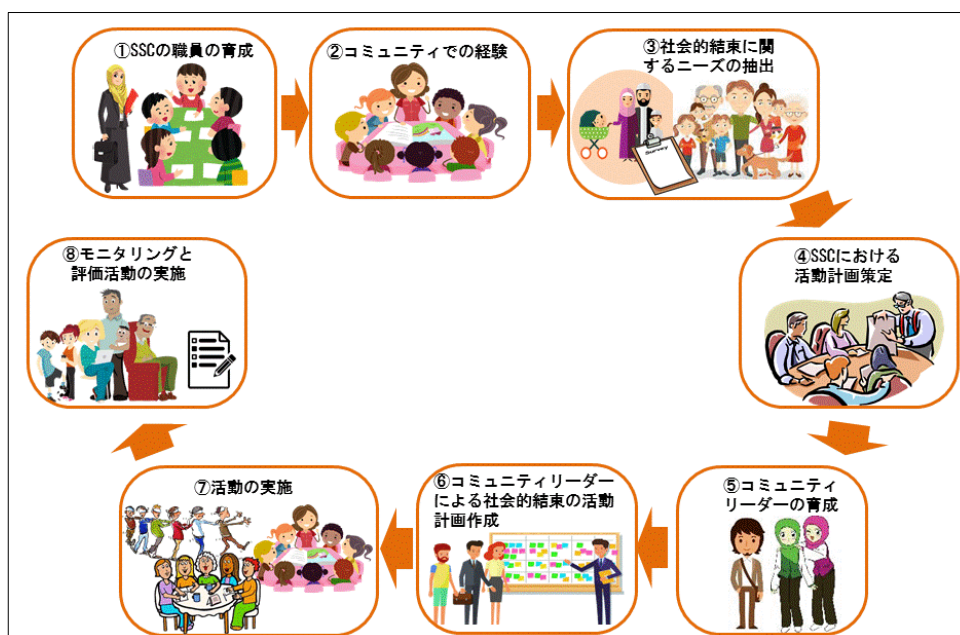 ①SSCの職員の育成
②コミュニティでの経験
③社会的結束に関
するニーズの抽出
④SSCにおける
活動計画策定
⑤コミュニティ
リーダーの育成
⑥コミュニティリーダー
による社会的結束の活動
計画作成
⑦活動の実施
⑧モニタリングと
評価活動の実施
Survey